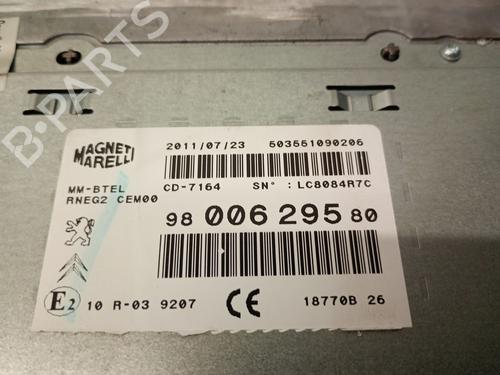 B-PARTS
MAGNETI
MARELLI
2011/07/23 503551090206
MM-BTEL CD-7164 SN° : LC8084R7C
RNEG2 CEM00
98 006 295 80
E2 10 R-03 9207 CE 18770B 26